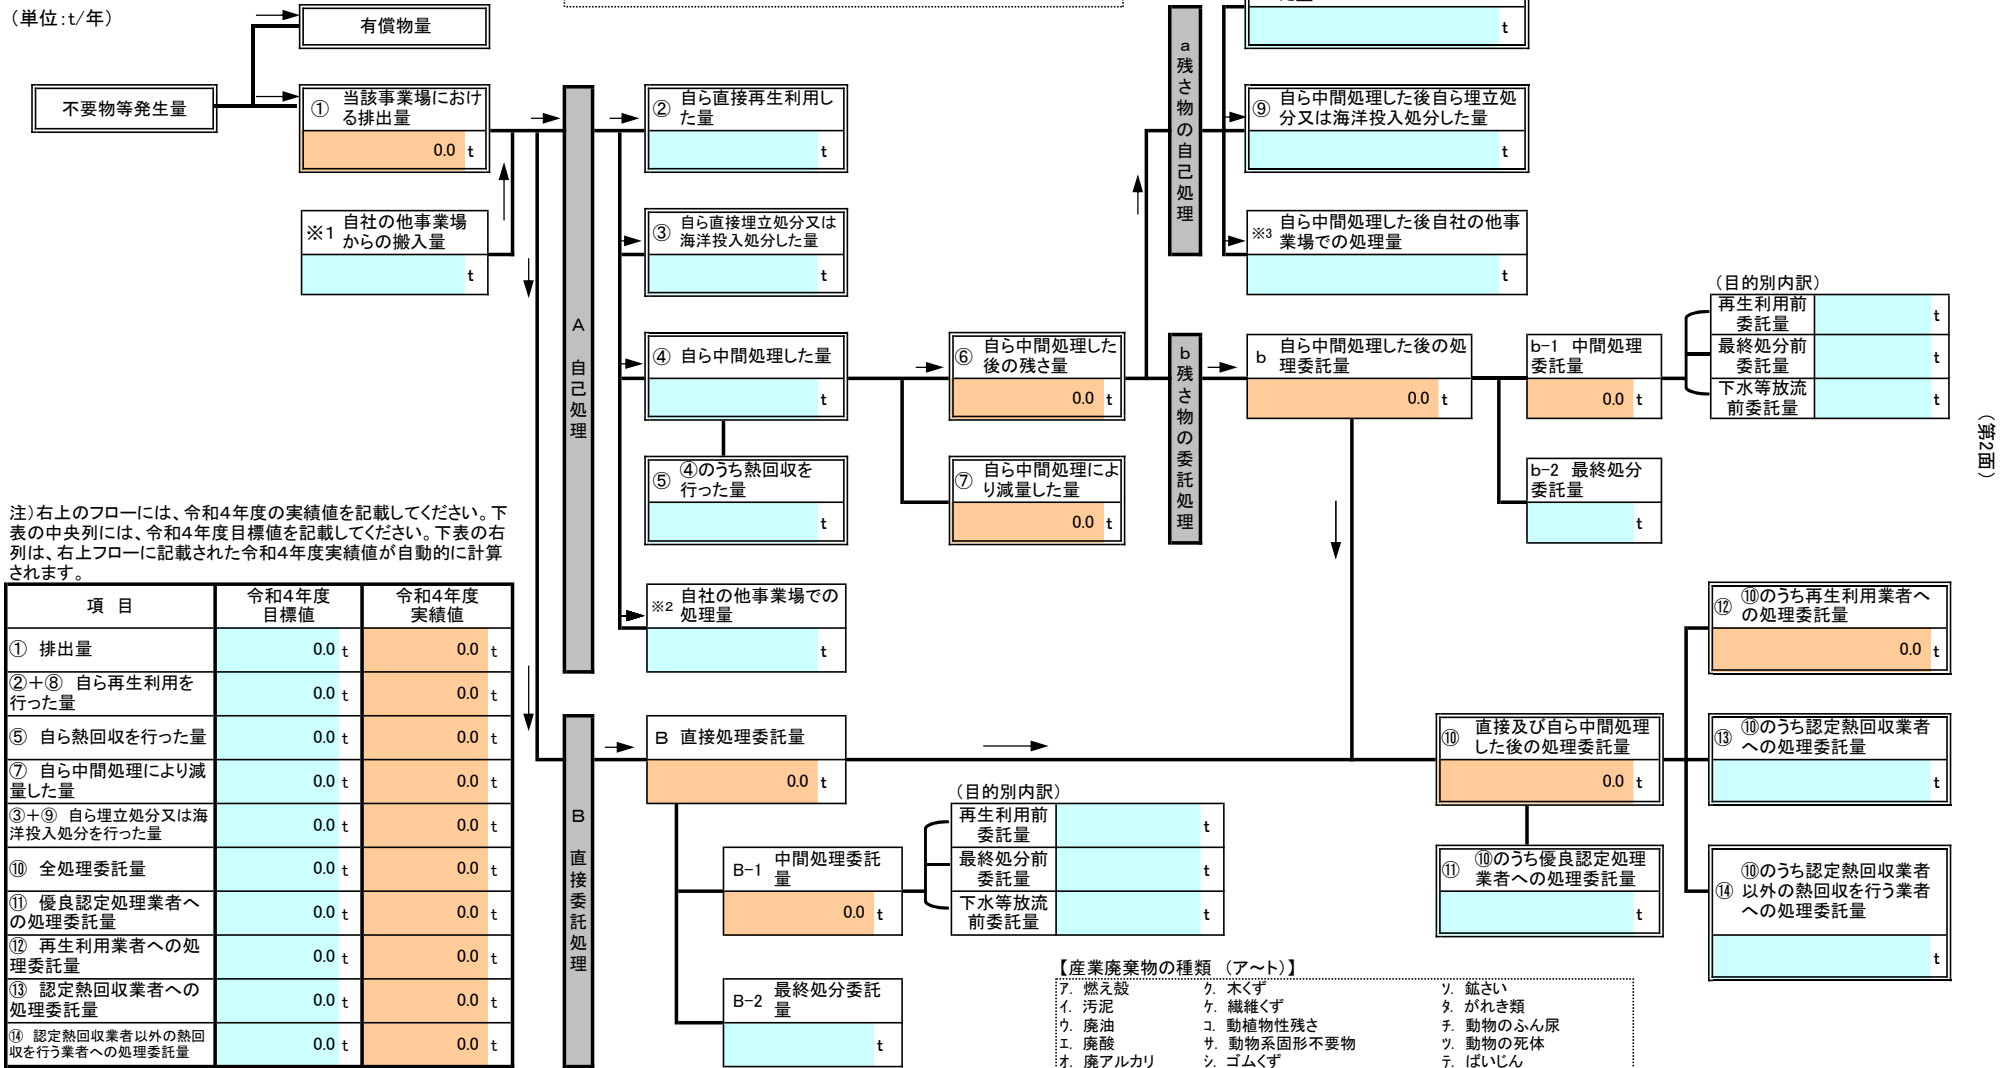 (単位:t/年)
有償物量
不要物等発生量
① 当該事業場におけ
る排出量
0.0 t
※1 自社の他事業場
からの搬入量
t
A 自己処理
② 自ら直接再生利用し
た量
t
③ 自ら直接埋立処分又は
海洋投入処分した量
t
④ 自ら中間処理した量
t
⑤ ④のうち熱回収を
行った量
t
※2 自社の他事業場での
処理量
t
⑥ 自ら中間処理した
後の残さ量
0.0 t
⑦ 自ら中間処理によ
り減量した量
0.0 t
a 残さ物の自己処理
t
⑨ 自ら中間処理した後自ら埋立処
分又は海洋投入処分した量
t
※3 自ら中間処理した後自社の他事
業場での処理量
t
b 残さ物の委託処理
b 自ら中間処理した後の処
理委託量
0.0 t
b-1 中間処理
委託量
0.0 t
(目的別内訳)
再生利用前
委託量
t
最終処分前
委託量
t
下水等放流
前委託量
t
b-2 最終処分
委託量
t
(第2面)
注)右上のフローには、令和4年度の実績値を記載してください。下
表の中央列には、令和4年度目標値を記載してください。下表の右
列は、右上フローに記載された令和4年度実績値が自動的に計算
されます。
項 目 令和4年度
目標値 令和4年度
実績値
① 排出量 0.0 t 0.0 t
②+⑧ 自ら再生利用を
行った量 0.0 t 0.0 t
⑤ 自ら熱回収を行った量 0.0 t 0.0 t
⑦ 自ら中間処理により減
量した量 0.0 t 0.0 t
③+⑨ 自ら埋立処分又は海
洋投入処分を行った量 0.0 t 0.0 t
⑩ 全処理委託量 0.0 t 0.0 t
⑪ 優良認定処理業者へ
の処理委託量 0.0 t 0.0 t
⑫ 再生利用業者への処
理委託量 0.0 t 0.0 t
⑬ 認定熱回収業者への
処理委託量 0.0 t 0.0 t
⑭ 認定熱回収業者以外の熱回
収を行う業者への処理委託量 0.0 t 0.0 t
B 直接委託処理
B 直接処理委託量
0.0 t
B-1 中間処理委託
量
0.0 t
(目的別内訳)
再生利用前
委託量
t
最終処分前
委託量
t
下水等放流
前委託量
t
B-2 最終処分委託
量
t
⑩ 直接及び自ら中間処理
した後の処理委託量
0.0 t
⑪ ⑩のうち優良認定処理
業者への処理委託量
t
⑫ ⑩のうち再生利用業者へ
の処理委託量
0.0 t
⑬ ⑩のうち認定熱回収業者
への処理委託量
t
⑭ ⑩のうち認定熱回収業者
以外の熱回収を行う業者
への処理委託量
t
【産業廃棄物の種類 (ア～ト)】
ア. 燃え殻 ク. 木くず ソ. 鉱さい
イ. 汚泥 ケ. 繊維くず タ. がれき類
ウ. 廃油 コ. 動植物性残さ チ. 動物のふん尿
エ. 廃酸 サ. 動物系固形不要物 ツ. 動物の死体
オ. 廃アルカリ シ. ゴムくず テ. ばいじん